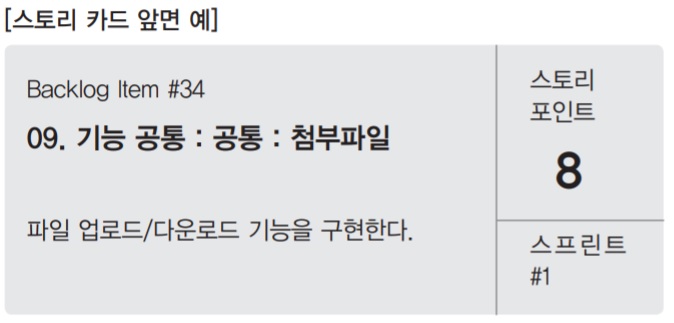 [스토리 카드 앞면 예]
Backlog Item #34
09. 기능 공통 : 공통 : 첨부파일
파일 업로드/다운로드 기능을 구현한다.
스토리
포인트
8
스프린트
#1